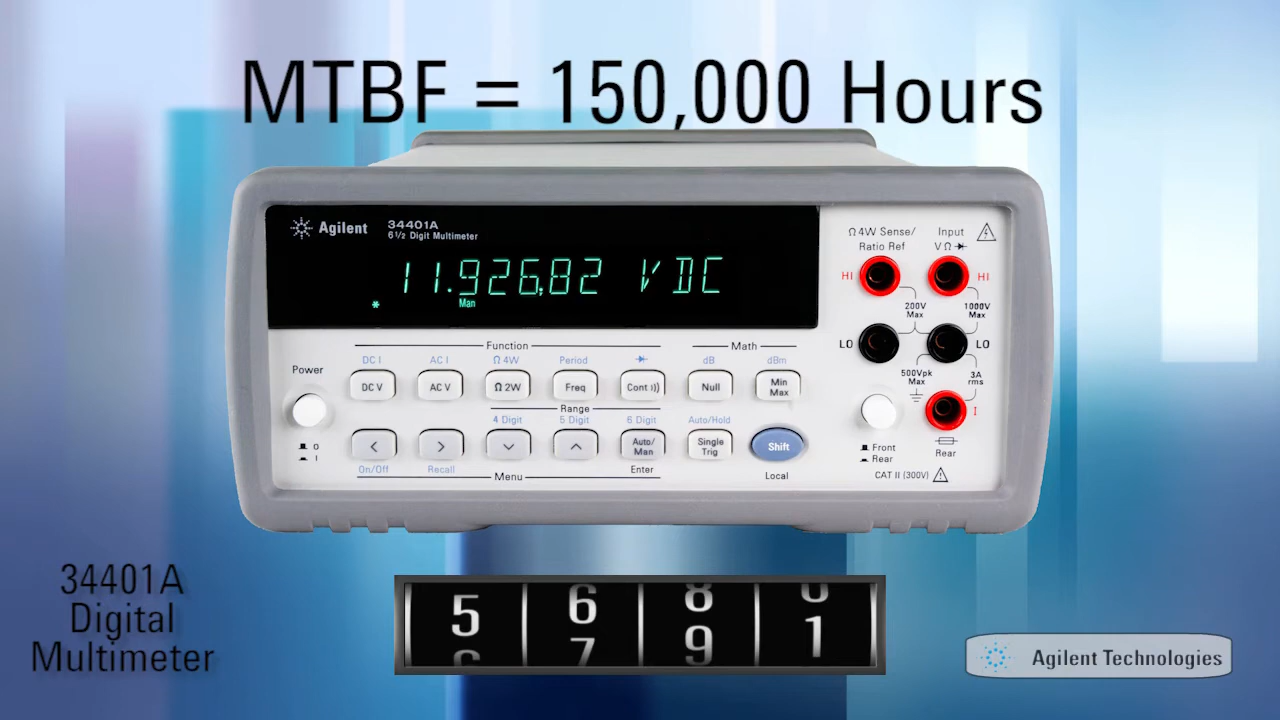 MTBF = 150,000 Hours
Agilent 34401A
6½ Digit Multimeter
11.926,82 VDC
* Man
Ω 4W Sense/ Ratio Ref
Input V Ω
HI HI
200V Max 1000V Max
LO LO
500Vpk Max 3A rms
I
Function Math
DC I AC I Ω 4W Period dB dBm
Power DC V AC V Ω 2W Freq Cont Null Min Max
Range
4 Digit 5 Digit 6 Digit Auto/Hold
< > Auto/ Man Single Trig Shift
O
I
On/Off Recall Enter Local
Menu
Front
Rear
Rear
CAT II (300V)
34401A
Digital
Multimeter
5 6 8 0
6 7 9 1
Agilent Technologies